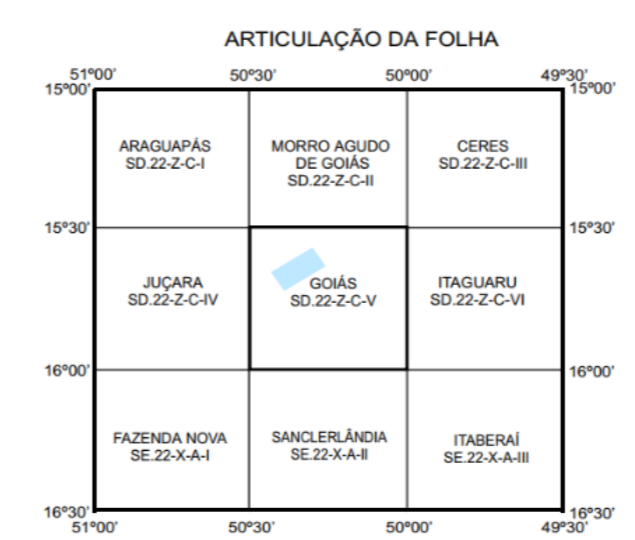 ARTICULAÇÃO DA FOLHA
51º00' 50º30' 50º00' 49º30'
15º00' 15º00'
ARAGUAPÁS
SD.22-Z-C-I
MORRO AGUDO
DE GOIÁS
SD.22-Z-C-II
CERES
SD.22-Z-C-III
15º30' 15º30'
JUÇARA
SD.22-Z-C-IV
GOIÁS
SD.22-Z-C-V
ITAGUARU
SD.22-Z-C-VI
16º00' 16º00'
FAZENDA NOVA
SE.22-X-A-I
SANCLERLÂNDIA
SE.22-X-A-II
ITABERAÍ
SE.22-X-A-III
16º30' 16º30'
51º00' 50º30' 50º00' 49º30'